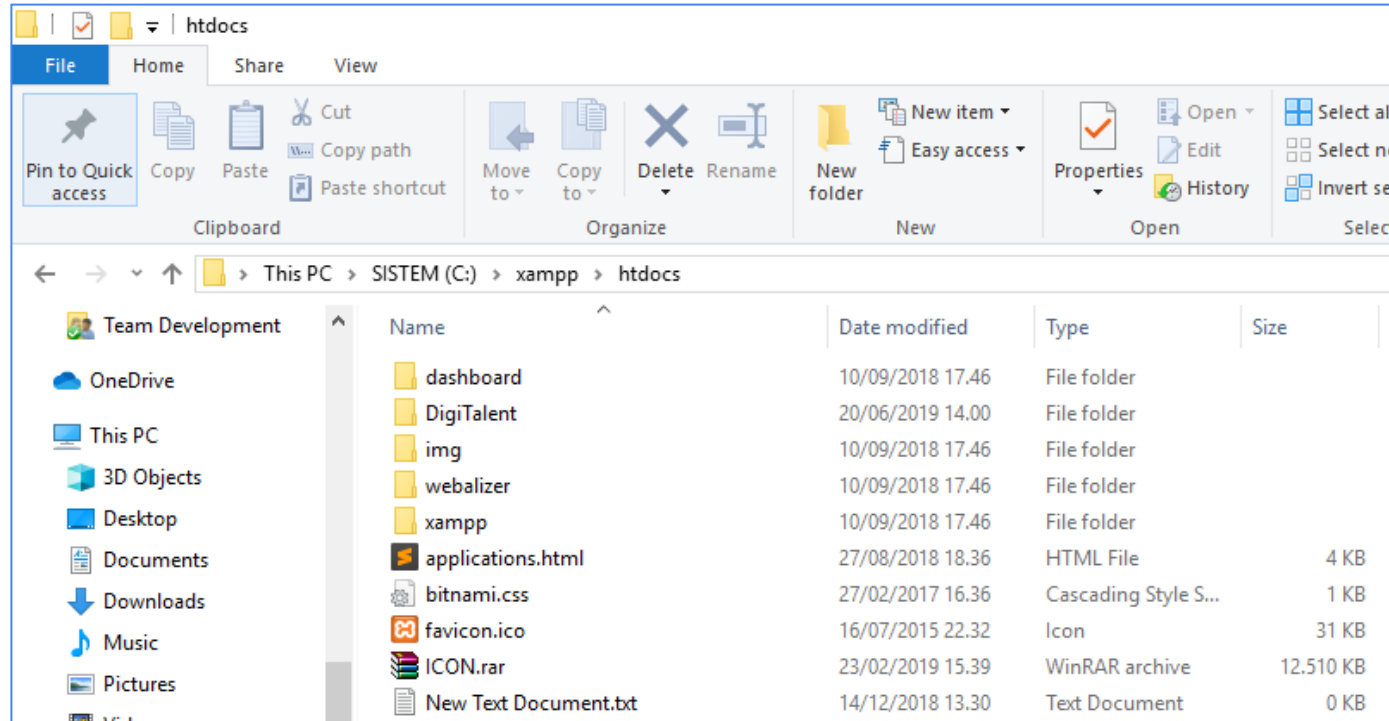 htdocs
File Home Share View
Pin to Quick access
Copy
Paste
Cut
Copy path
Paste shortcut
Clipboard
Move to
Copy to
Delete
Rename
Organize
New folder
New item
Easy access
New
Properties
Open
Edit
History
Open
Select al
Select n
Invert se
Selec
This PC > SISTEM (C:) > xampp > htdocs
Team Development
OneDrive
This PC
3D Objects
Desktop
Documents
Downloads
Music
Pictures
Name Date modified Type Size
dashboard 10/09/2018 17.46 File folder
DigiTalent 20/06/2019 14.00 File folder
img 10/09/2018 17.46 File folder
webalizer 10/09/2018 17.46 File folder
xampp 10/09/2018 17.46 File folder
applications.html 27/08/2018 18.36 HTML File 4 KB
bitnami.css 27/02/2017 16.36 Cascading Style S... 1 KB
favicon.ico 16/07/2015 22.32 Icon 31 KB
ICON.rar 23/02/2019 15.39 WinRAR archive 12.510 KB
New Text Document.txt 14/12/2018 13.30 Text Document 0 KB